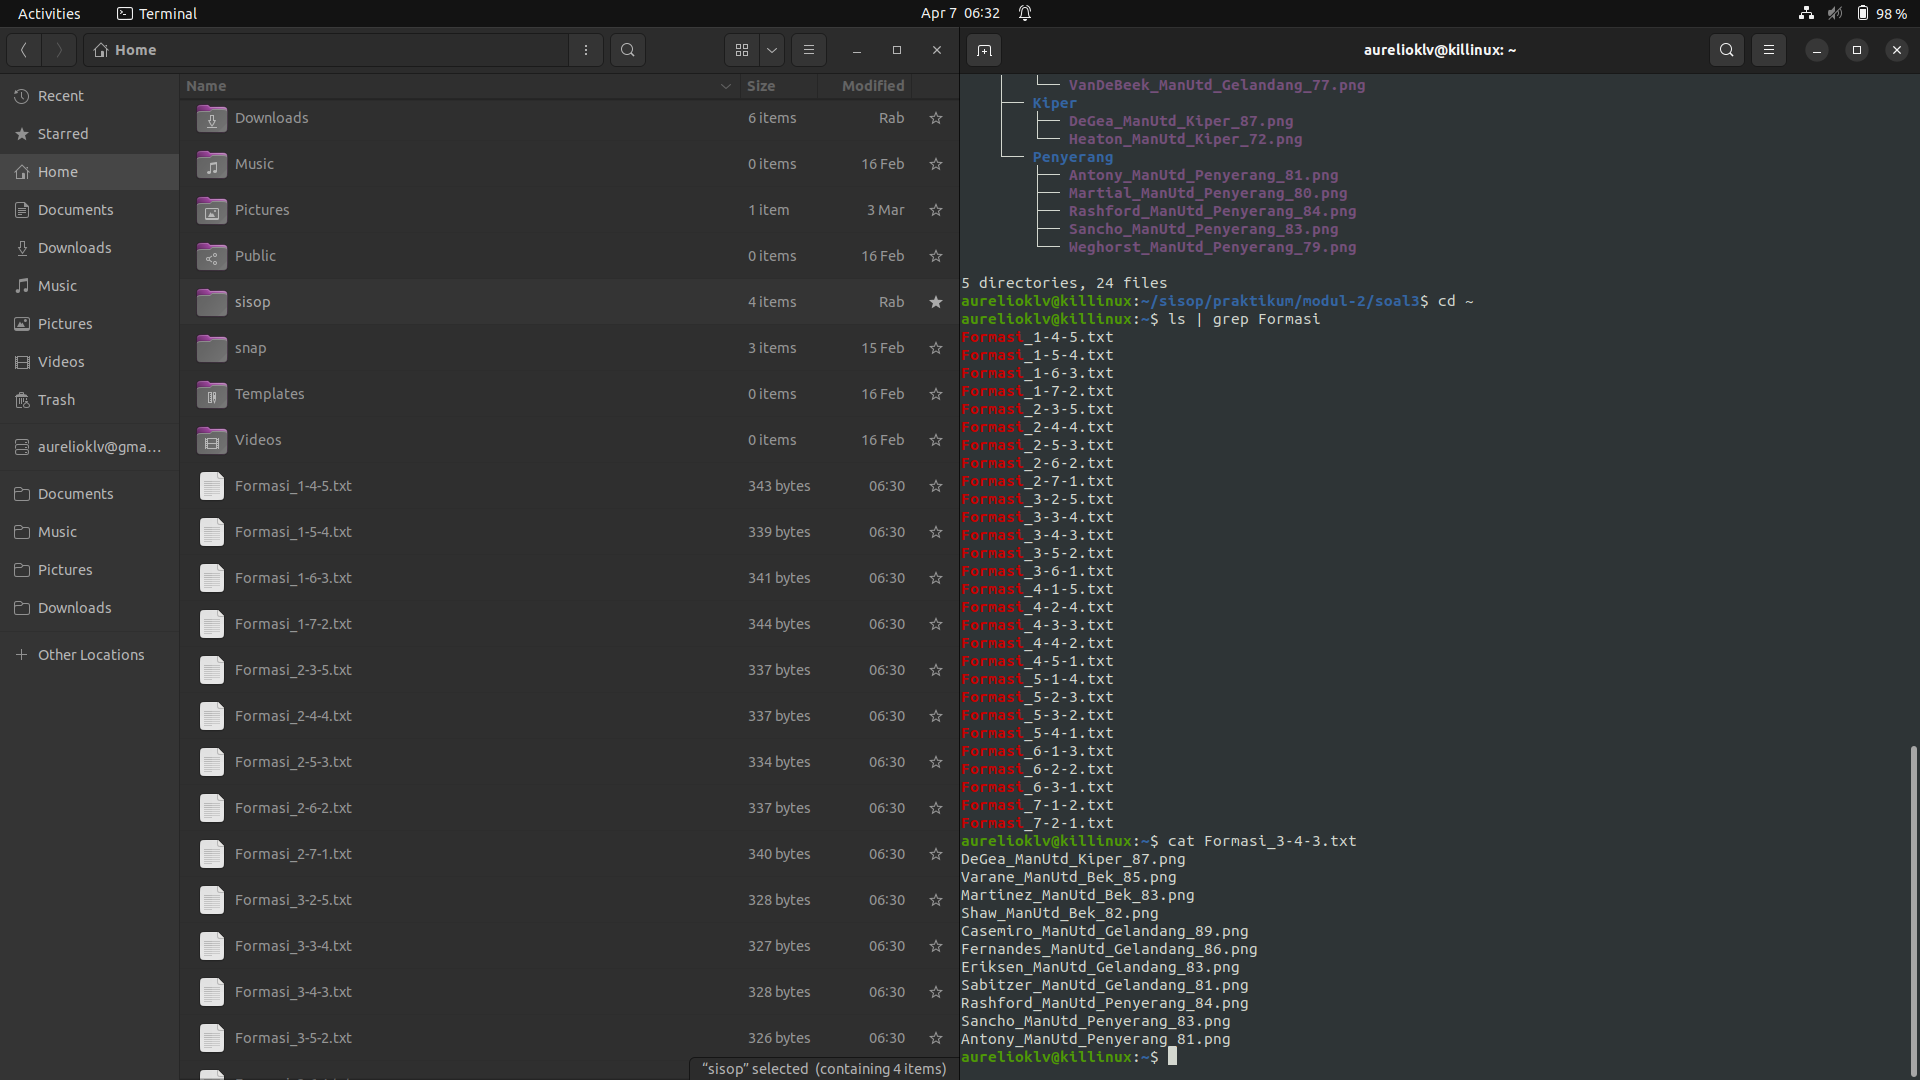 Activities
Terminal
Apr 7 06:32
98 %
Home
Name Size Modified
Recent
Starred
Home
Documents
Downloads
Music
Pictures
Videos
Trash
aurelioklv@gma…
Documents
Music
Pictures
Downloads
Other Locations
Downloads 6 items Rab
Music 0 items 16 Feb
Pictures 1 item 3 Mar
Public 0 items 16 Feb
sisop 4 items Rab
snap 3 items 15 Feb
Templates 0 items 16 Feb
Videos 0 items 16 Feb
Formasi_1-4-5.txt 343 bytes 06:30
Formasi_1-5-4.txt 339 bytes 06:30
Formasi_1-6-3.txt 341 bytes 06:30
Formasi_1-7-2.txt 344 bytes 06:30
Formasi_2-3-5.txt 337 bytes 06:30
Formasi_2-4-4.txt 337 bytes 06:30
Formasi_2-5-3.txt 334 bytes 06:30
Formasi_2-6-2.txt 337 bytes 06:30
Formasi_2-7-1.txt 340 bytes 06:30
Formasi_3-2-5.txt 328 bytes 06:30
Formasi_3-3-4.txt 327 bytes 06:30
Formasi_3-4-3.txt 328 bytes 06:30
Formasi_3-5-2.txt 326 bytes 06:30
“sisop” selected (containing 4 items)
aurelioklv@killinux: ~
VanDeBeek_ManUtd_Gelandang_77.png
Kiper
DeGea_ManUtd_Kiper_87.png
Heaton_ManUtd_Kiper_72.png
Penyerang
Antony_ManUtd_Penyerang_81.png
Martial_ManUtd_Penyerang_80.png
Rashford_ManUtd_Penyerang_84.png
Sancho_ManUtd_Penyerang_83.png
Weghorst_ManUtd_Penyerang_79.png
5 directories, 24 files
aurelioklv@killinux:~/sisop/praktikum/modul-2/soal3$ cd ~
aurelioklv@killinux:~$ ls | grep Formasi
Formasi_1-4-5.txt
Formasi_1-5-4.txt
Formasi_1-6-3.txt
Formasi_1-7-2.txt
Formasi_2-3-5.txt
Formasi_2-4-4.txt
Formasi_2-5-3.txt
Formasi_2-6-2.txt
Formasi_2-7-1.txt
Formasi_3-2-5.txt
Formasi_3-3-4.txt
Formasi_3-4-3.txt
Formasi_3-5-2.txt
Formasi_3-6-1.txt
Formasi_4-1-5.txt
Formasi_4-2-4.txt
Formasi_4-3-3.txt
Formasi_4-4-2.txt
Formasi_4-5-1.txt
Formasi_5-1-4.txt
Formasi_5-2-3.txt
Formasi_5-3-2.txt
Formasi_5-4-1.txt
Formasi_6-1-3.txt
Formasi_6-2-2.txt
Formasi_6-3-1.txt
Formasi_7-1-2.txt
Formasi_7-2-1.txt
aurelioklv@killinux:~$ cat Formasi_3-4-3.txt
DeGea_ManUtd_Kiper_87.png
Varane_ManUtd_Bek_85.png
Martinez_ManUtd_Bek_83.png
Shaw_ManUtd_Bek_82.png
Casemiro_ManUtd_Gelandang_89.png
Fernandes_ManUtd_Gelandang_86.png
Eriksen_ManUtd_Gelandang_83.png
Sabitzer_ManUtd_Gelandang_81.png
Rashford_ManUtd_Penyerang_84.png
Sancho_ManUtd_Penyerang_83.png
Antony_ManUtd_Penyerang_81.png
aurelioklv@killinux:~$